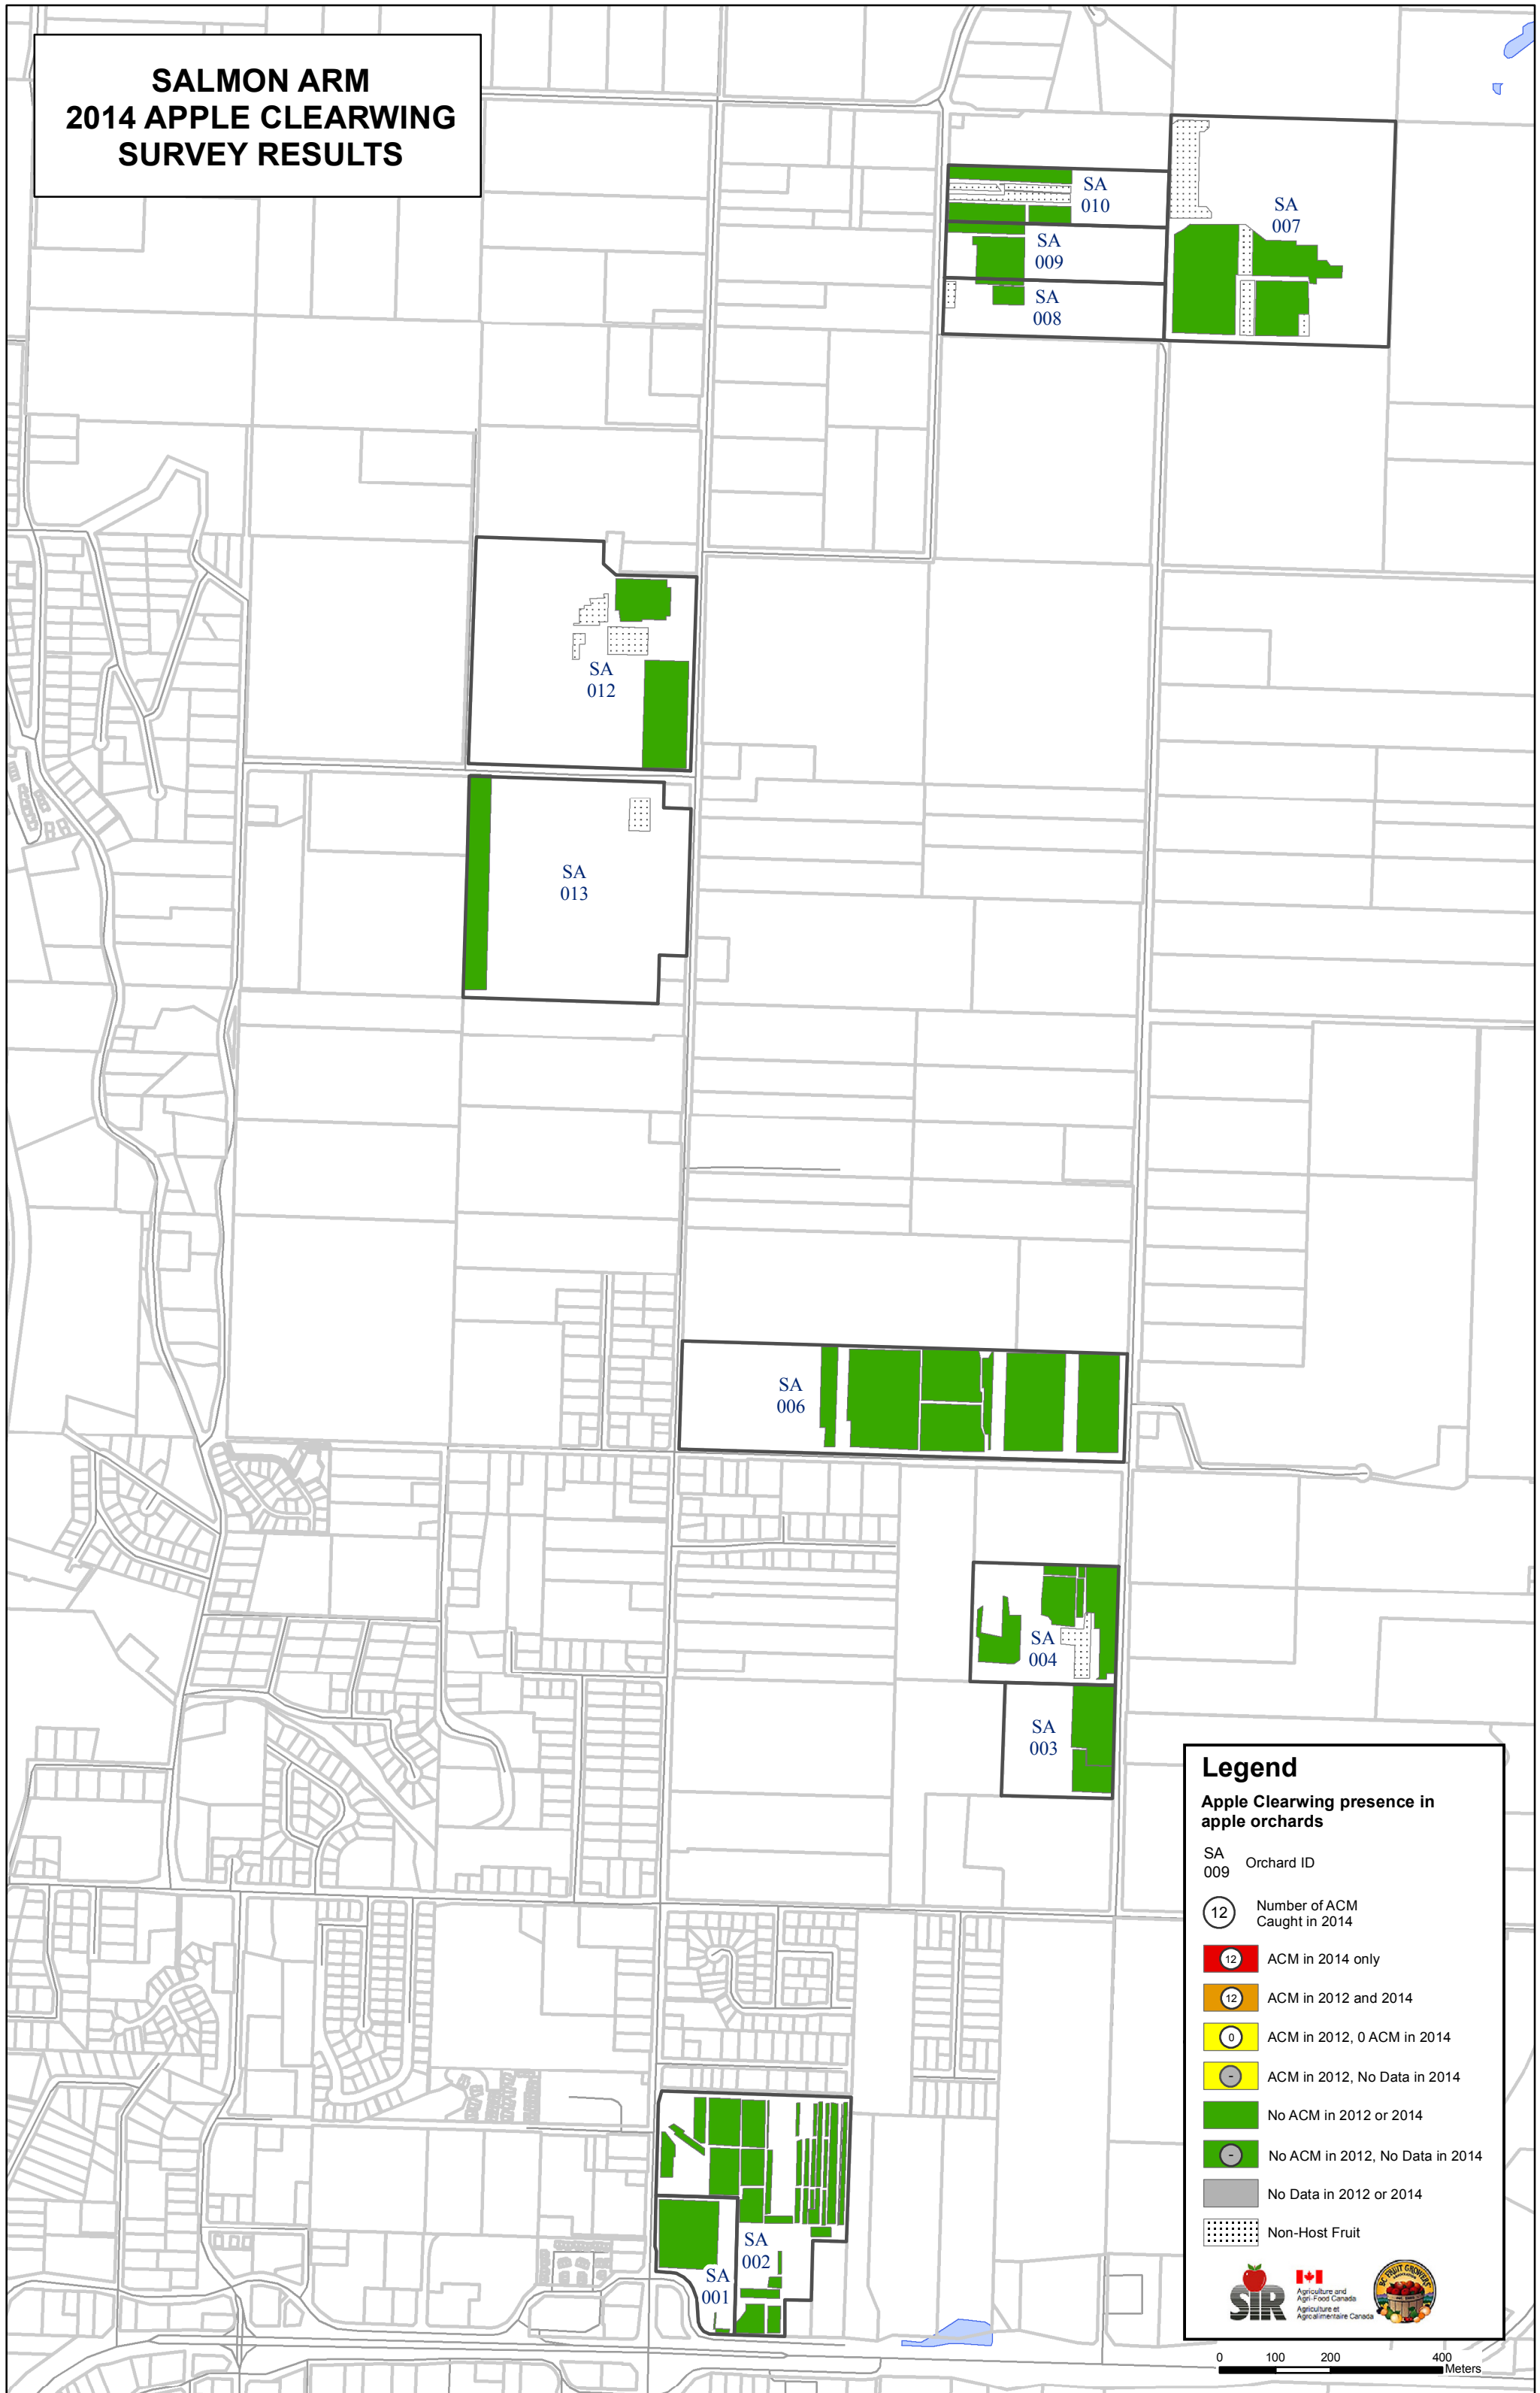 SALMON ARM
2014 APPLE CLEARWING
SURVEY RESULTS
SA
010
SA
007
SA
009
SA
008
SA
012
SA
013
SA
006
SA
004
SA
003
SA
002
SA
001
Legend
Apple Clearwing presence in
apple orchards
SA
009
Orchard ID
12
Number of ACM
Caught in 2014
12
ACM in 2014 only
12
ACM in 2012 and 2014
0
ACM in 2012, 0 ACM in 2014
-
ACM in 2012, No Data in 2014
No ACM in 2012 or 2014
-
No ACM in 2012, No Data in 2014
No Data in 2012 or 2014
Non-Host Fruit
SIR
Agriculture and
Agri-Food Canada
Agriculture et
Agroalimentaire Canada
BC FRUIT GROWERS
0 100 200 400
Meters